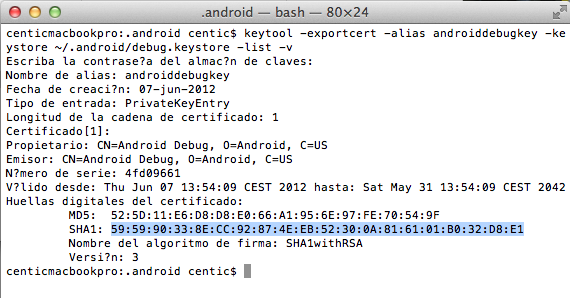 .android — bash — 80×24
centicmacbookpro:.android centic$ keytool -exportcert -alias androiddebugkey -ke
ystore ~/.android/debug.keystore -list -v
Escriba la contrase?a del almac?n de claves:
Nombre de alias: androiddebugkey
Fecha de creaci?n: 07-jun-2012
Tipo de entrada: PrivateKeyEntry
Longitud de la cadena de certificado: 1
Certificado[1]:
Propietario: CN=Android Debug, O=Android, C=US
Emisor: CN=Android Debug, O=Android, C=US
N?mero de serie: 4fd09661
V?lido desde: Thu Jun 07 13:54:09 CEST 2012 hasta: Sat May 31 13:54:09 CEST 2042
Huellas digitales del certificado:
MD5: 52:5D:11:E6:D8:D8:E0:66:A1:95:6E:97:FE:70:54:9F
SHA1: 59:59:90:33:8E:CC:92:87:4E:EB:52:30:0A:81:61:01:B0:32:D8:E1
Nombre del algoritmo de firma: SHA1withRSA
Versi?n: 3
centicmacbookpro:.android centic$